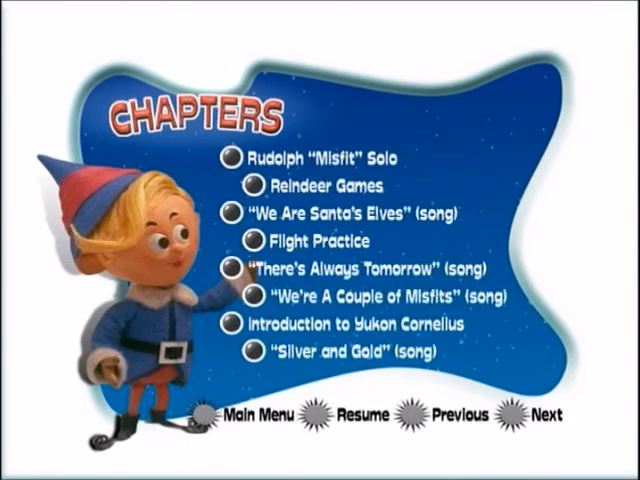 CHAPTERS
Rudolph "Misfit" Solo
Reindeer Games
"We Are Santa's Elves" (song)
Flight Practice
"There's Always Tomorrow" (song)
"We're A Couple of Misfits" (song)
Introduction to Yukon Cornelius
"Silver and Gold" (song)
Main Menu Resume Previous Next